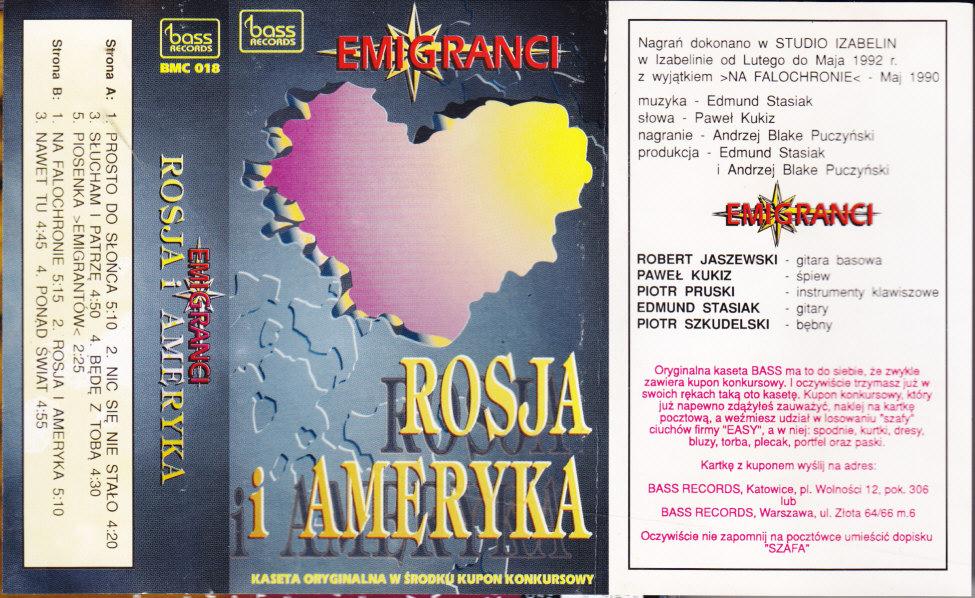 Strona A: 1. PROSTO DO SŁOŃCA 5:10 2. NIC SIĘ NIE STAŁO 4:20
3. SŁUCHAM I PATRZĘ 4:50 4. BĘDĘ Z TOBĄ 4:30
5. PIOSENKA >EMIGRANTÓW< 2:25
Strona B: 1. NA FALOCHRONIE 5:15 2. ROSJA I AMERYKA 5:10
3. NAWET TU 4:45 4. PONAD ŚWIAT 4:55
bass
RECORDS
BMC 018
ROSJA i AMERYKA
EMIGRANCI
bass
RECORDS
EMIGRANCI
ROSJA
i AMERYKA
KASETA ORYGINALNA W ŚRODKU KUPON KONKURSOWY
Nagrań dokonano w STUDIO IZABELIN
w Izabelinie od Lutego do Maja 1992 r.
z wyjątkiem >NA FALOCHRONIE< - Maj 1990
muzyka - Edmund Stasiak
słowa - Paweł Kukiz
nagranie - Andrzej Blake Puczyński
produkcja - Edmund Stasiak
i Andrzej Blake Puczyński
EMIGRANCI
ROBERT JASZEWSKI - gitara basowa
PAWEŁ KUKIZ - śpiew
PIOTR PRUSKI - instrumenty klawiszowe
EDMUND STASIAK - gitary
PIOTR SZKUDELSKI - bębny
Oryginalna kaseta BASS ma to do siebie, że zwykle
zawiera kupon konkursowy. I oczywiście trzymasz już w
swoich rękach taką oto kasetę. Kupon konkursowy, który
już napewno zdążyłeś zauważyć, naklej na kartkę
pocztową, a weźmiesz udział w losowaniu "szafy"
ciuchów firmy "EASY", a w niej: spodnie, kurtki, dresy,
bluzy, torba, plecak, portfel oraz paski.
Kartkę z kuponem wyślij na adres:
BASS RECORDS, Katowice, pl. Wolności 12, pok. 306
lub
BASS RECORDS, Warszawa, ul. Złota 64/66 m.6
Oczywiście nie zapomnij na pocztówce umieścić dopisku
"SZAFA"